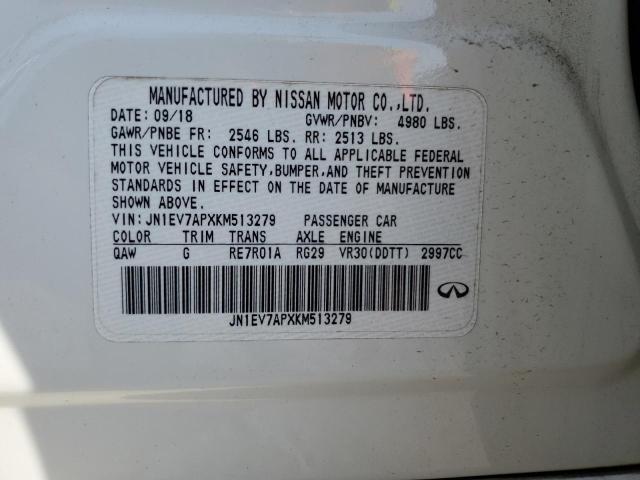 MANUFACTURED BY NISSAN MOTOR CO.,LTD.
DATE: 09/18 GVWR/PNBV: 4980 LBS.
GAWR/PNBE FR: 2546 LBS. RR: 2513 LBS.
THIS VEHICLE CONFORMS TO ALL APPLICABLE FEDERAL
MOTOR VEHICLE SAFETY,BUMPER,AND THEFT PREVENTION
STANDARDS IN EFFECT ON THE DATE OF MANUFACTURE
SHOWN ABOVE.
VIN: JN1EV7APXKM513279 PASSENGER CAR
COLOR TRIM TRANS AXLE ENGINE
QAW G RE7R01A RG29 VR30(DDTT) 2997CC
JN1EV7APXKM513279